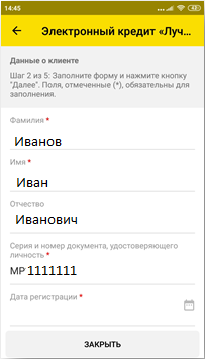 14:45
43
Электронный кредит «Луч...
Данные о клиенте
Шаг 2 из 5: Заполните форму и нажмите кнопку
"Далее". Поля, отмеченные (*), обязательны для
заполнения.
Фамилия *
Иванов
Имя *
Иван
Отчество
Иванович
Серия и номер документа, удостоверяющего
личность *
МР 1111111
Дата регистрации *
ЗАКРЫТЬ